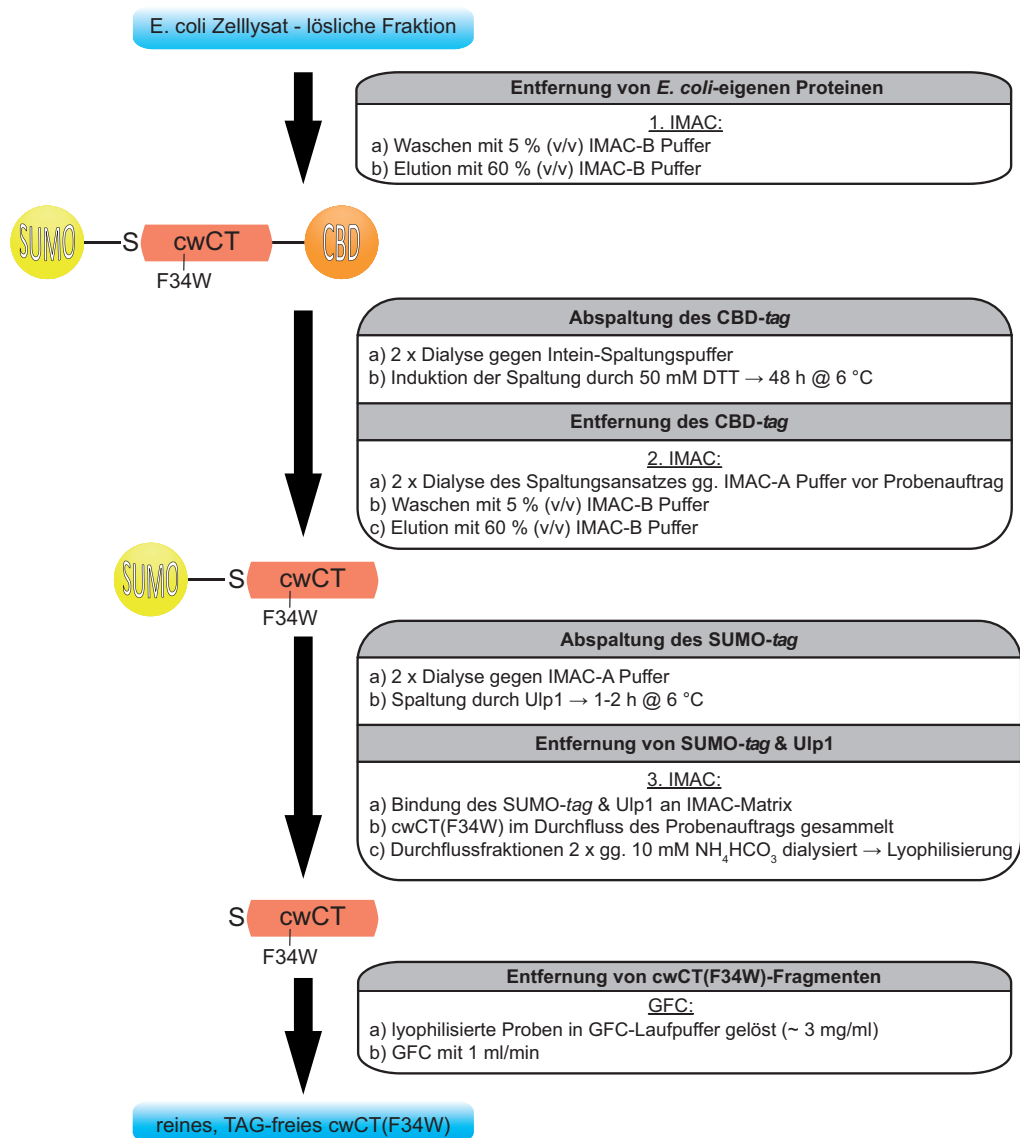 E. coli Zelllysat - lösliche Fraktion
Entfernung von E. coli-eigenen Proteinen
1. IMAC:
a) Waschen mit 5 % (v/v) IMAC-B Puffer
b) Elution mit 60 % (v/v) IMAC-B Puffer
SUMO S cwCT CBD
F34W
Abspaltung des CBD-tag
a) 2 x Dialyse gegen Intein-Spaltungspuffer
b) Induktion der Spaltung durch 50 mM DTT → 48 h @ 6 °C
Entfernung des CBD-tag
2. IMAC:
a) 2 x Dialyse des Spaltungsansatzes gg. IMAC-A Puffer vor Probenauftrag
b) Waschen mit 5 % (v/v) IMAC-B Puffer
c) Elution mit 60 % (v/v) IMAC-B Puffer
SUMO S cwCT
F34W
Abspaltung des SUMO-tag
a) 2 x Dialyse gegen IMAC-A Puffer
b) Spaltung durch Ulp1 → 1-2 h @ 6 °C
Entfernung von SUMO-tag & Ulp1
3. IMAC:
a) Bindung des SUMO-tag & Ulp1 an IMAC-Matrix
b) cwCT(F34W) im Durchfluss des Probenauftrags gesammelt
c) Durchflussfraktionen 2 x gg. 10 mM NH₄HCO₃ dialysiert → Lyophilisierung
S cwCT
F34W
Entfernung von cwCT(F34W)-Fragmenten
GFC:
a) lyophilisierte Proben in GFC-Laufpuffer gelöst (~ 3 mg/ml)
b) GFC mit 1 ml/min
reines, TAG-freies cwCT(F34W)